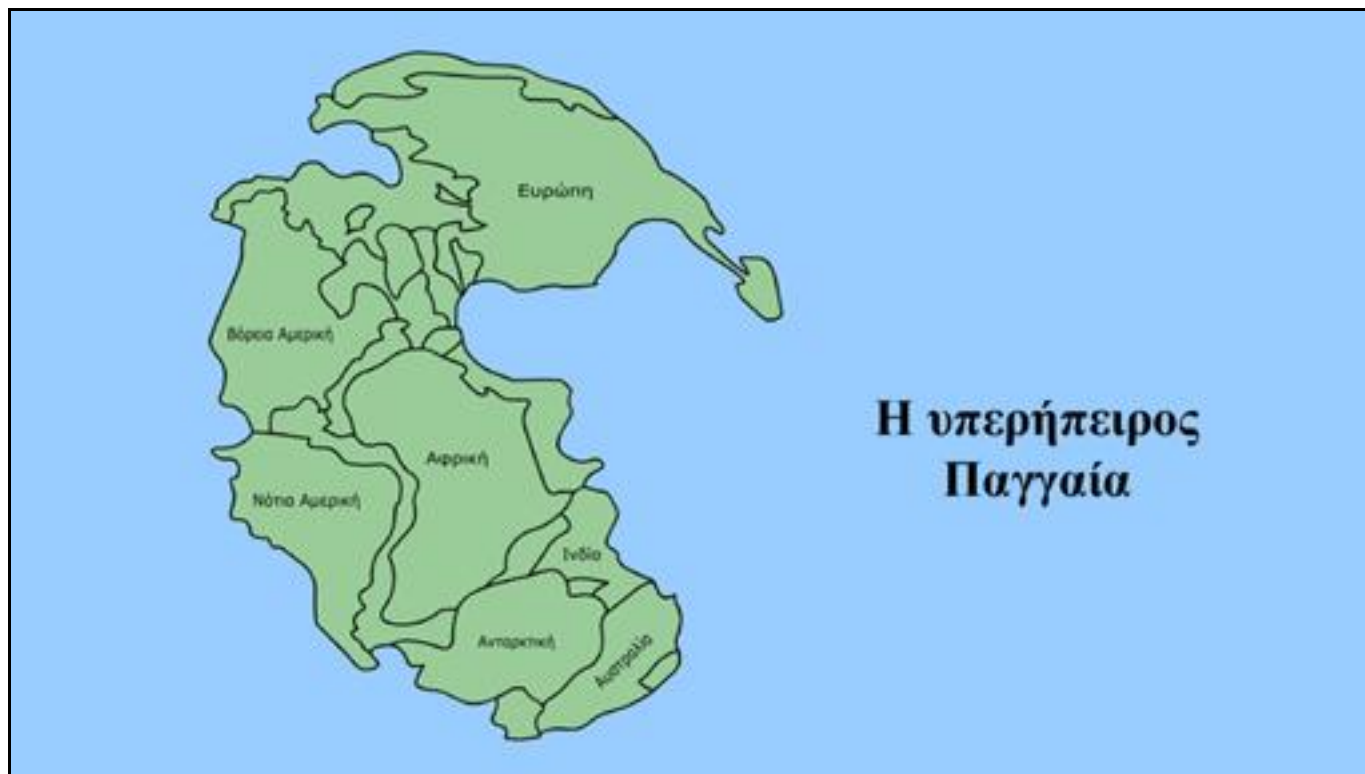 Ευρώπη
Βόρεια Αμερική
Αφρική
Νότια Αμερική
Ινδία
Ανταρκτική
Αυστραλία
Η υπερήπειρος
Παγγαία